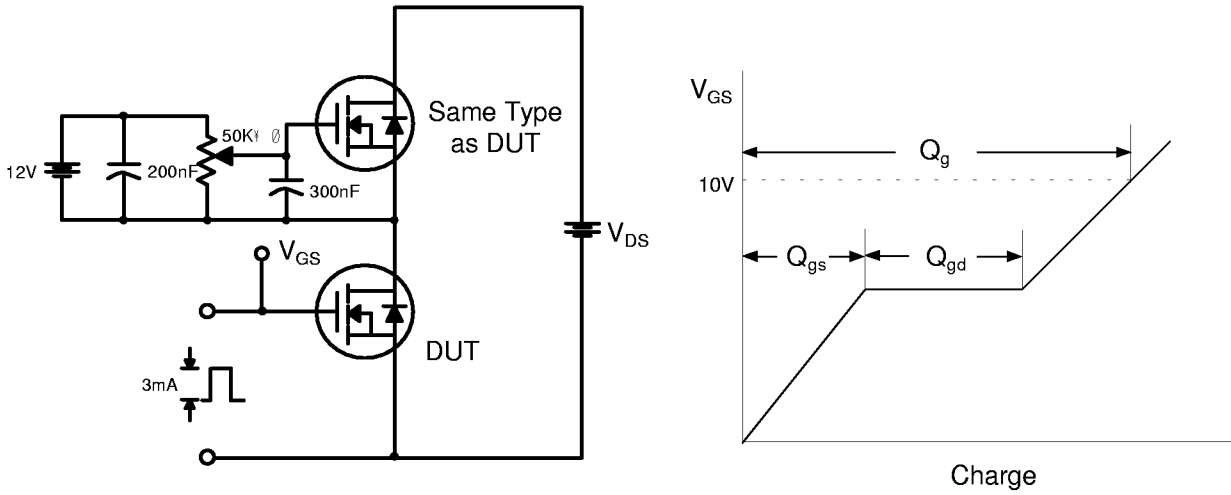 Same Type
as DUT
50K¥ Ø
12V
200nF
300nF
V_GS
V_DS
DUT
3mA
V_GS
Q_g
10V
Q_gs
Q_gd
Charge